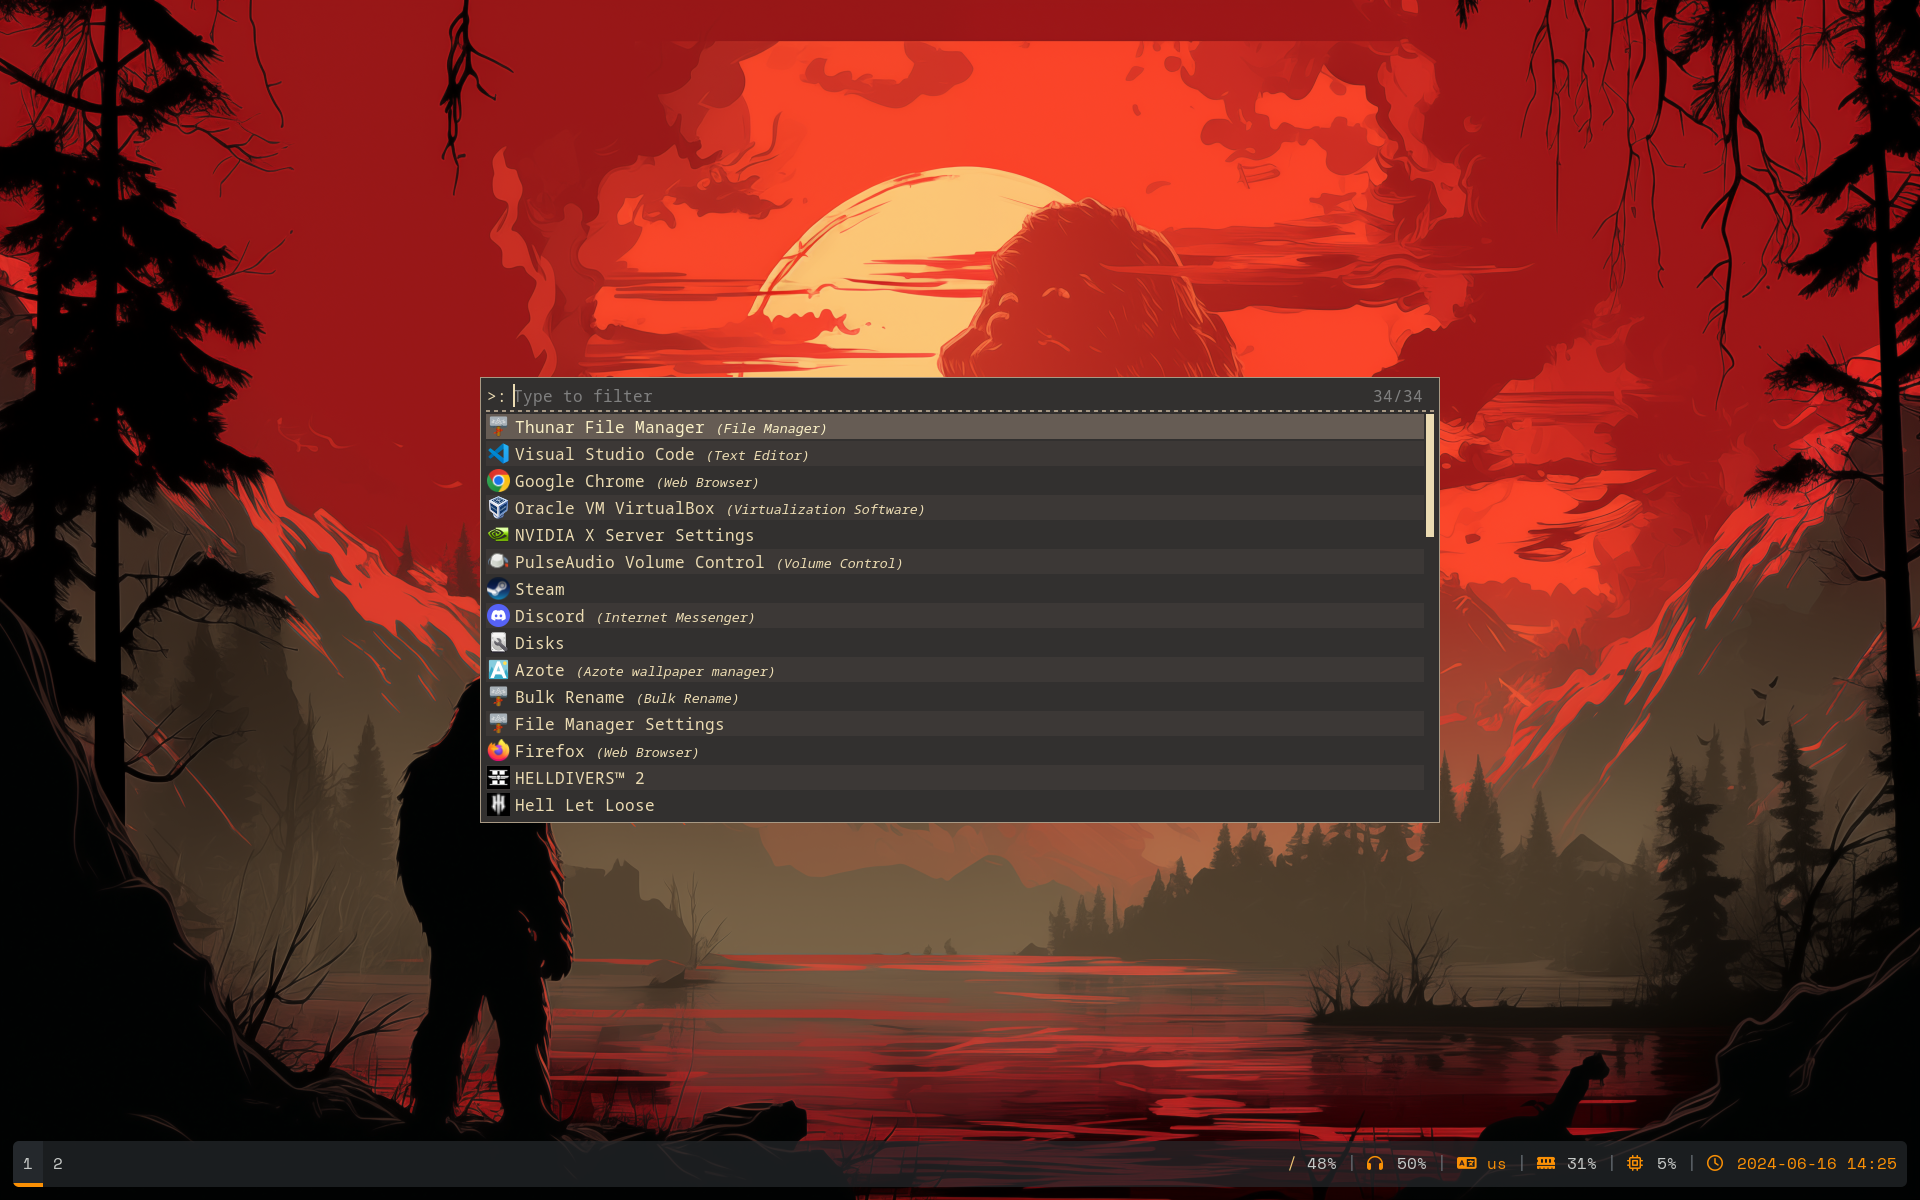 >: Type to filter 34/34
Thunar File Manager (File Manager)
Visual Studio Code (Text Editor)
Google Chrome (Web Browser)
Oracle VM VirtualBox (Virtualization Software)
NVIDIA X Server Settings
PulseAudio Volume Control (Volume Control)
Steam
Discord (Internet Messenger)
Disks
Azote (Azote wallpaper manager)
Bulk Rename (Bulk Rename)
File Manager Settings
Firefox (Web Browser)
HELLDIVERS™ 2
Hell Let Loose
1 2 / 48% | 50% | us | 31% | 5% | 2024-06-16 14:25